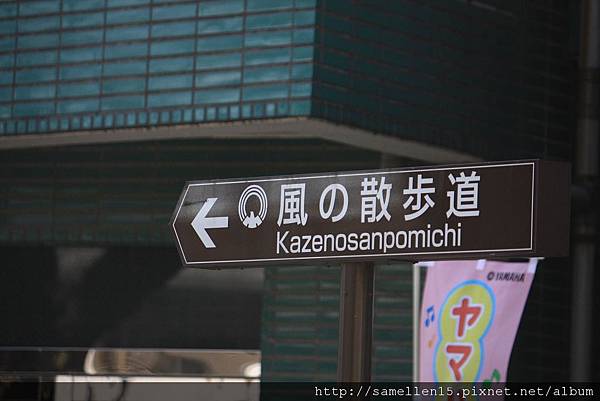 風の散歩道
Kazenosanpomichi
©YAMAHA
ヤマ
http://samellen15.pixnet.net/album